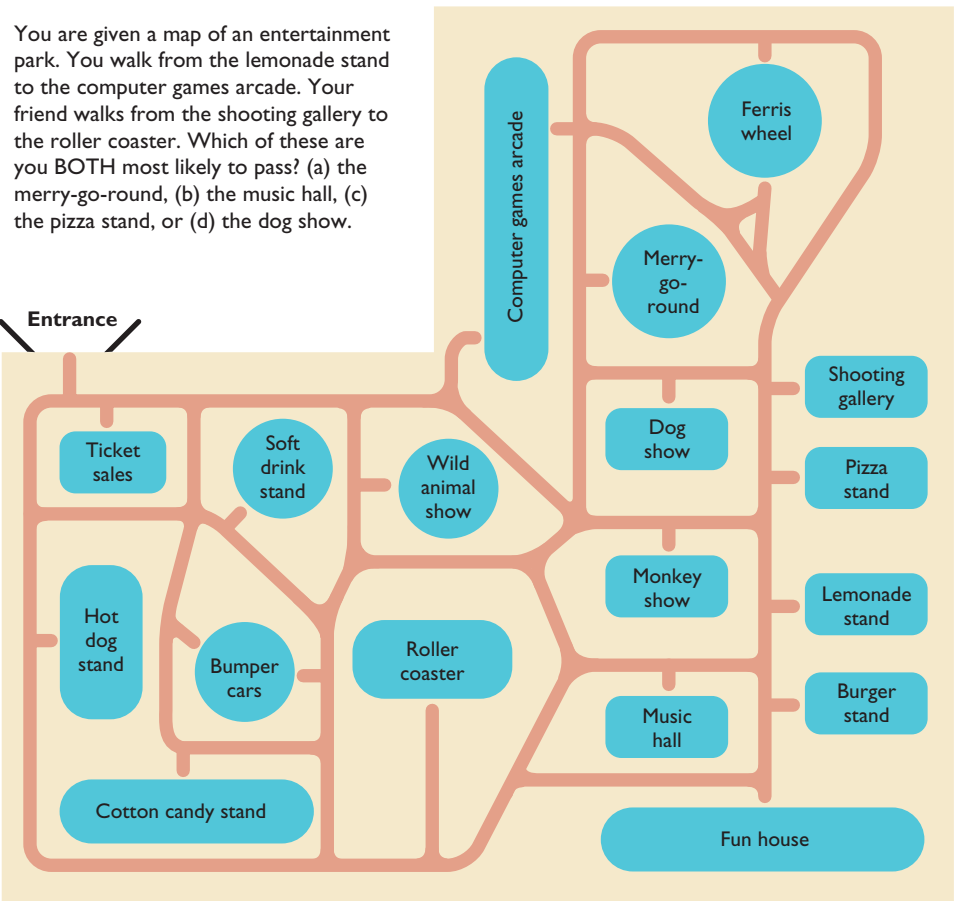 You are given a map of an entertainment
park. You walk from the lemonade stand
to the computer games arcade. Your
friend walks from the shooting gallery to
the roller coaster. Which of these are
you BOTH most likely to pass? (a) the
merry-go-round, (b) the music hall, (c)
the pizza stand, or (d) the dog show.
Entrance
Computer games arcade
Ferris
wheel
Merry-
go-
round
Shooting
gallery
Dog
show
Pizza
stand
Ticket
sales
Soft
drink
stand
Wild
animal
show
Monkey
show
Lemonade
stand
Hot
dog
stand
Bumper
cars
Roller
coaster
Music
hall
Burger
stand
Cotton candy stand
Fun house